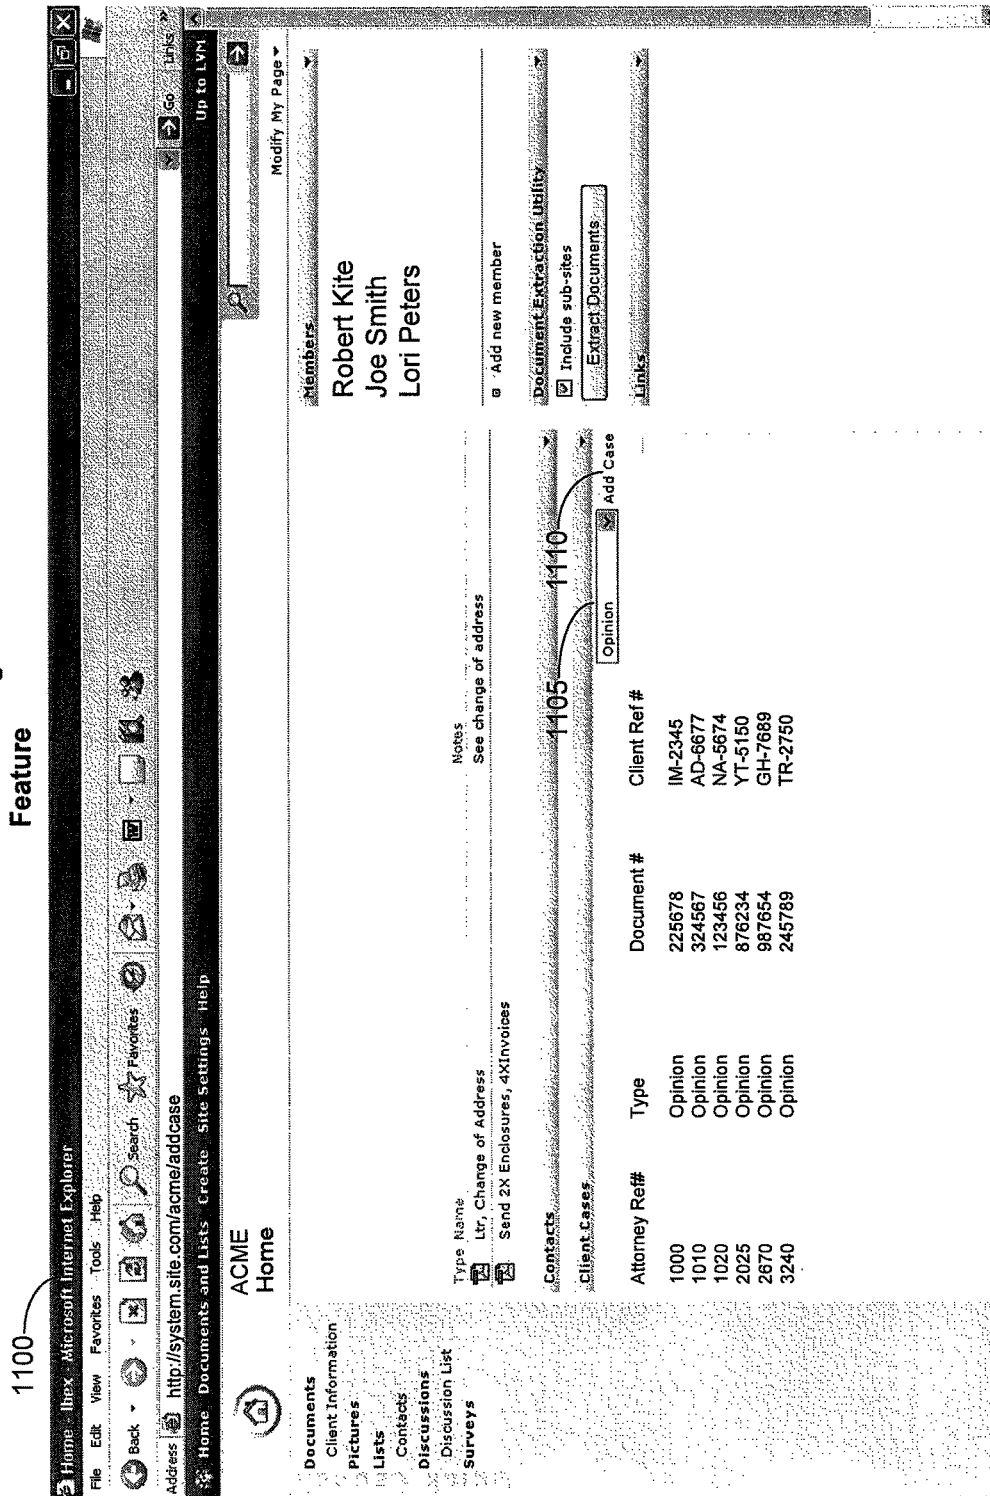 Feature
1100
Home - Ibex - Microsoft Internet Explorer
File Edit View Favorites Tools Help
Back Search Favorites
Address http://system.site.com/acme/addcase Go Links »
Home Documents and Lists Create Site Settings Help Up to LVM
ACME
Home
Modify My Page
Documents
Client Information
Pictures
Lists
Contacts
Discussions
Discussion List
Surveys
Type Name Notes
Ltr, Change of Address See change of address
Send 2X Enclosures, 4XInvoices
Contacts
1105 1110
Client Cases
Opinion Add Case
Attorney Ref# Type Document # Client Ref #
1000 Opinion 225678 IM-2345
1010 Opinion 324567 AD-6677
1020 Opinion 123456 NA-5674
2025 Opinion 876234 YT-5150
2670 Opinion 987654 GH-7689
3240 Opinion 245789 TR-2750
Members
Robert Kite
Joe Smith
Lori Peters
Add new member
Document Extraction Utility
Include sub-sites
Extract Documents
Links